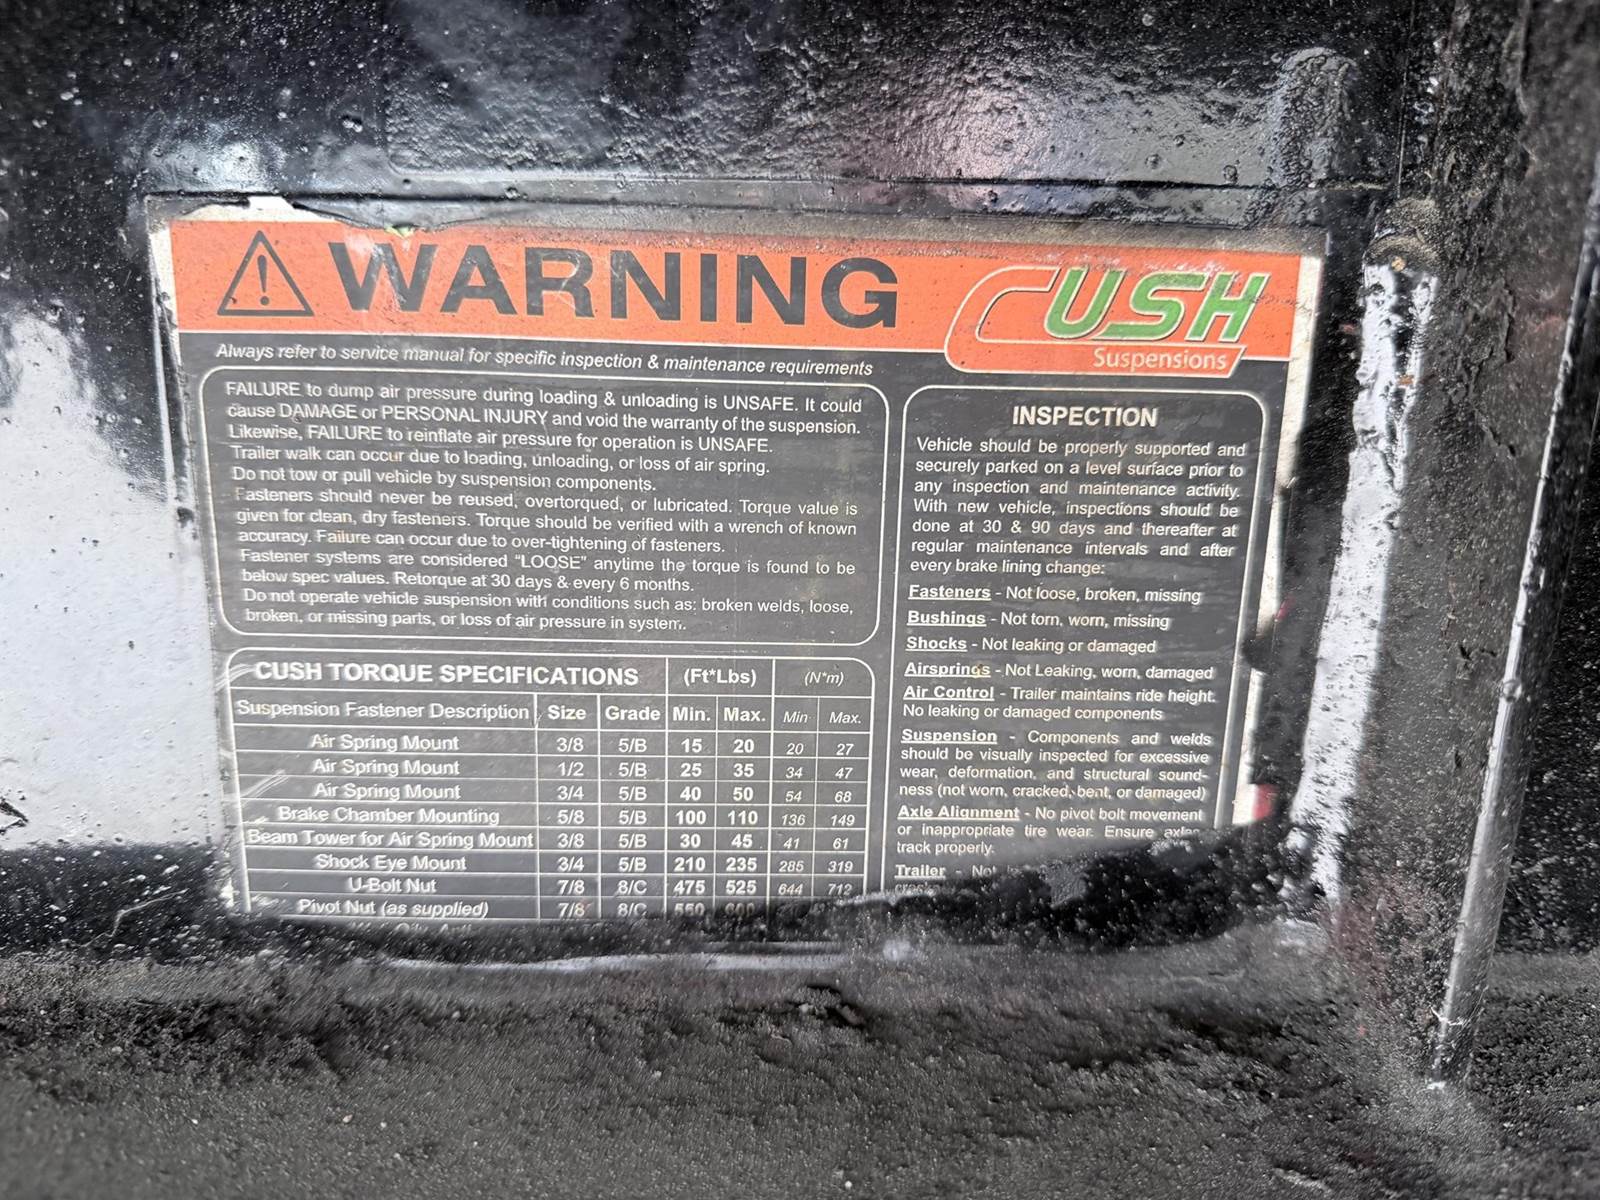 WARNING
CUSH
Suspensions
Always refer to service manual for specific inspection & maintenance requirements
FAILURE to dump air pressure during loading & unloading is UNSAFE. It could
cause DAMAGE or PERSONAL INJURY and void the warranty of the suspension.
Likewise, FAILURE to reinflate air pressure for operation is UNSAFE.
Trailer walk can occur due to loading, unloading, or loss of air spring.
Do not tow or pull vehicle by suspension components.
Fasteners should never be reused, overtorqued, or lubricated. Torque value is
given for clean, dry fasteners. Torque should be verified with a wrench of known
accuracy. Failure can occur due to over-tightening of fasteners.
Fastener systems are considered "LOOSE" anytime the torque is found to be
below spec values. Retorque at 30 days & every 6 months.
Do not operate vehicle suspension with conditions such as: broken welds, loose,
broken, or missing parts, or loss of air pressure in system.
CUSH TORQUE SPECIFICATIONS (Ft*Lbs) (N*m)
Suspension Fastener Description Size Grade Min. Max. Min Max.
Air Spring Mount 3/8 5/B 15 20 20 27
Air Spring Mount 1/2 5/B 25 35 34 47
Air Spring Mount 3/4 5/B 40 50 54 68
Brake Chamber Mounting 5/8 5/B 100 110 136 149
Beam Tower for Air Spring Mount 3/8 5/B 30 45 41 61
Shock Eye Mount 3/4 5/B 210 235 285 319
U-Bolt Nut 7/8 8/C 475 525 644 712
Pivot Nut (as supplied) 7/8 8/C 550 600
INSPECTION
Vehicle should be properly supported and
securely parked on a level surface prior to
any inspection and maintenance activity.
With new vehicle, inspections should be
done at 30 & 90 days and thereafter at
regular maintenance intervals and after
every brake lining change:
Fasteners - Not loose, broken, missing
Bushings - Not torn, worn, missing
Shocks - Not leaking or damaged
Airsprings - Not Leaking, worn, damaged
Air Control - Trailer maintains ride height.
No leaking or damaged components
Suspension - Components and welds
should be visually inspected for excessive
wear, deformation, and structural sound-
ness (not worn, cracked, bent, or damaged)
Axle Alignment - No pivot bolt movement
or inappropriate tire wear. Ensure axles
track properly.
Trailer - Not